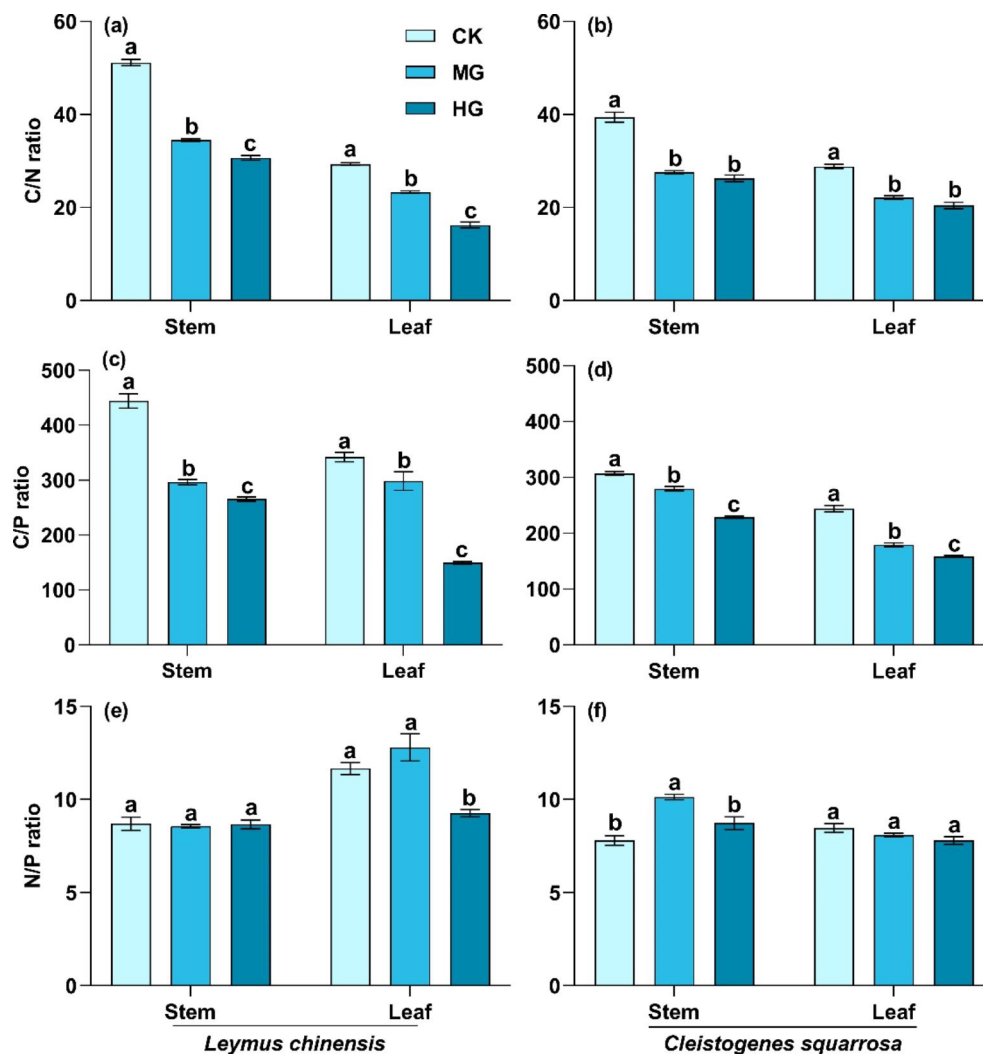 (a)
CK
MG
HG
C/N ratio
60
40
20
0
a
b
c
a
b
c
Stem
Leaf
(b)
60
40
20
0
a
b
b
a
b
b
Stem
Leaf
(c)
C/P ratio
500
400
300
200
100
0
a
b
c
a
b
c
Stem
Leaf
(d)
500
400
300
200
100
0
a
b
c
a
b
c
Stem
Leaf
(e)
N/P ratio
15
10
5
0
a
a
a
a
a
b
Stem
Leaf
Leymus chinensis
(f)
15
10
5
0
b
a
b
a
a
a
Stem
Leaf
Cleistogenes squarrosa